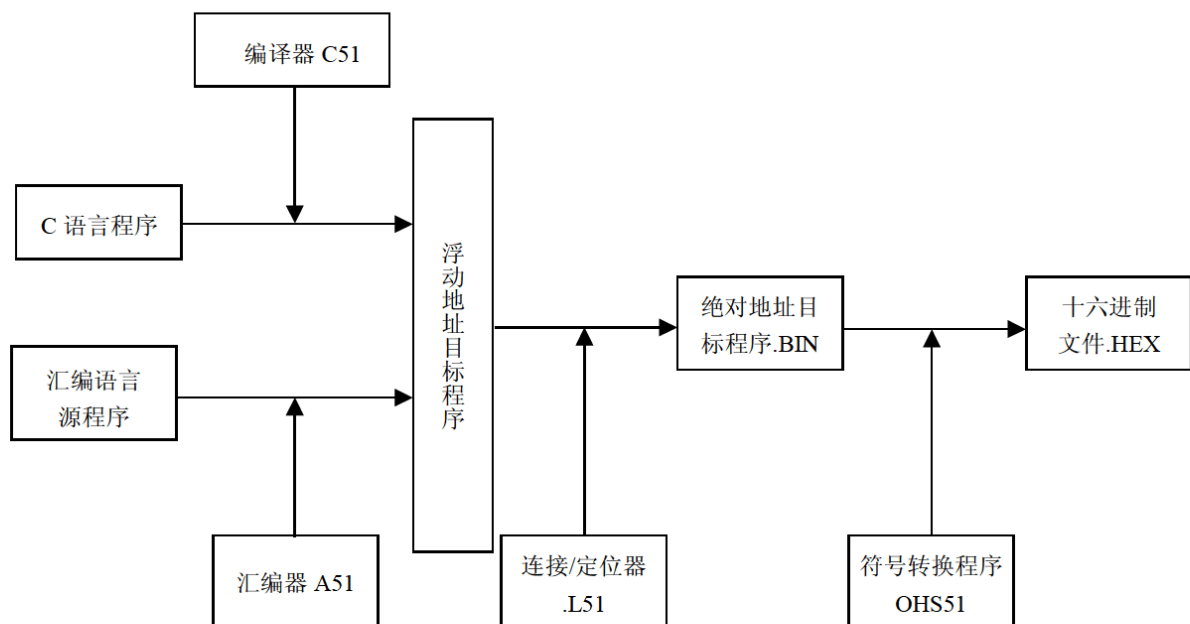 编译器 C51
C 语言程序
浮动地址目标程序
绝对地址目
标程序.BIN
十六进制
文件.HEX
汇编语言
源程序
汇编器 A51
连接/定位器
.L51
符号转换程序
OHS51